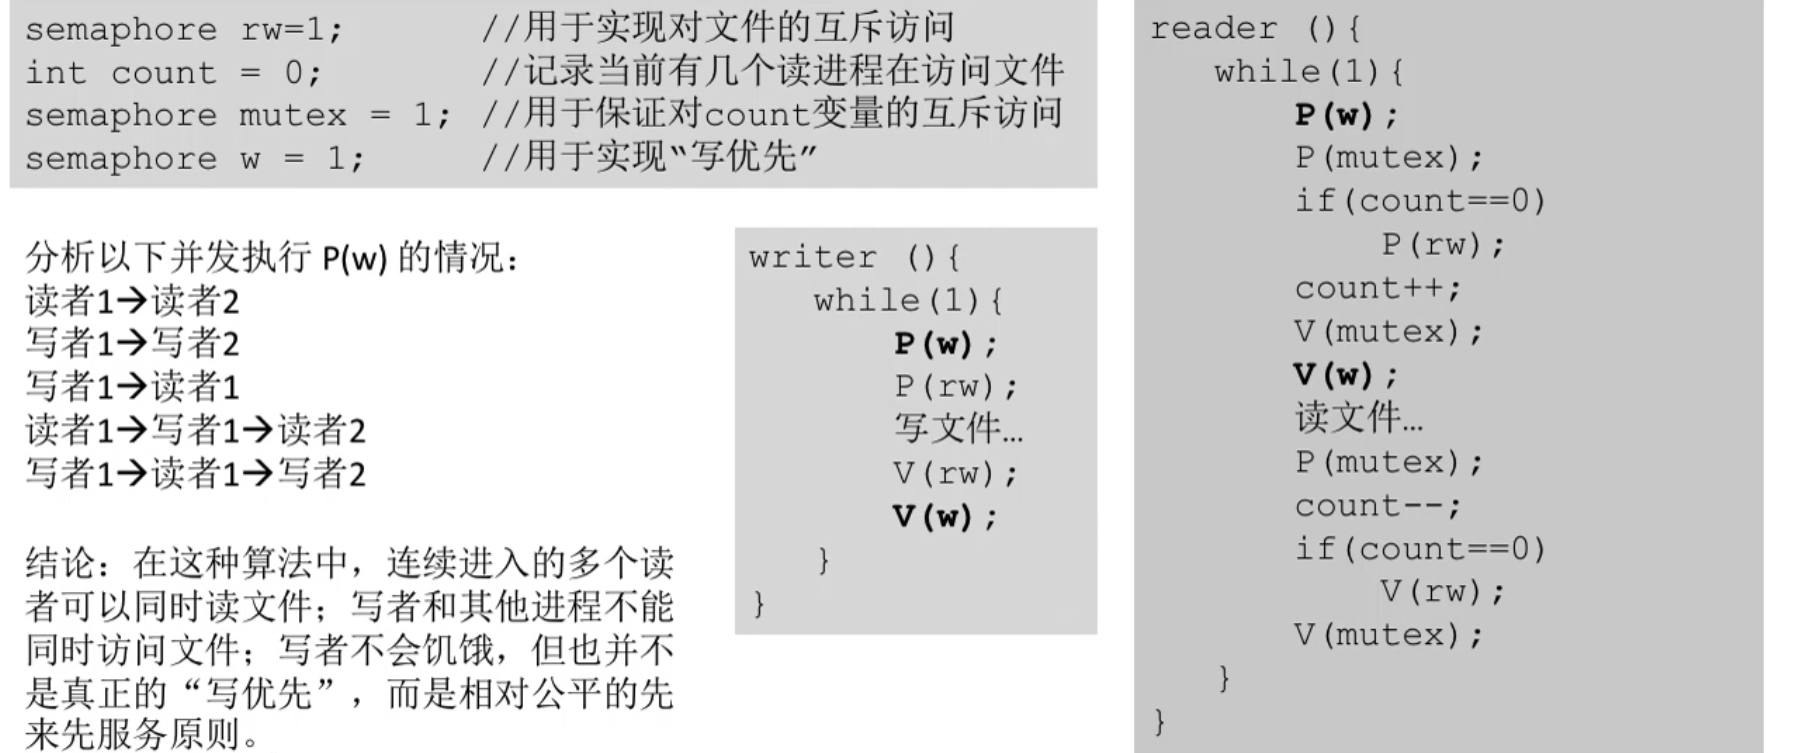 semaphore rw=1;        //用于实现对文件的互斥访问
int count = 0;         //记录当前有几个读进程在访问文件
semaphore mutex = 1;  //用于保证对count变量的互斥访问
semaphore w = 1;       //用于实现“写优先”
分析以下并发执行 P(w) 的情况：
读者1→读者2
写者1→写者2
写者1→读者1
读者1→写者1→读者2
写者1→读者1→写者2
结论：在这种算法中，连续进入的多个读
者可以同时读文件；写者和其他进程不能
同时访问文件；写者不会饥饿，但也并不
是真正的“写优先”，而是相对公平的先
来先服务原则。
writer (){
   while(1){
       P(w);
       P(rw);
       写文件…
       V(rw);
       V(w);
   }
}
reader (){
   while(1){
       P(w);
       P(mutex);
       if(count==0)
           P(rw);
       count++;
       V(mutex);
       V(w);
       读文件…
       P(mutex);
       count--;
       if(count==0)
           V(rw);
       V(mutex);
   }
}